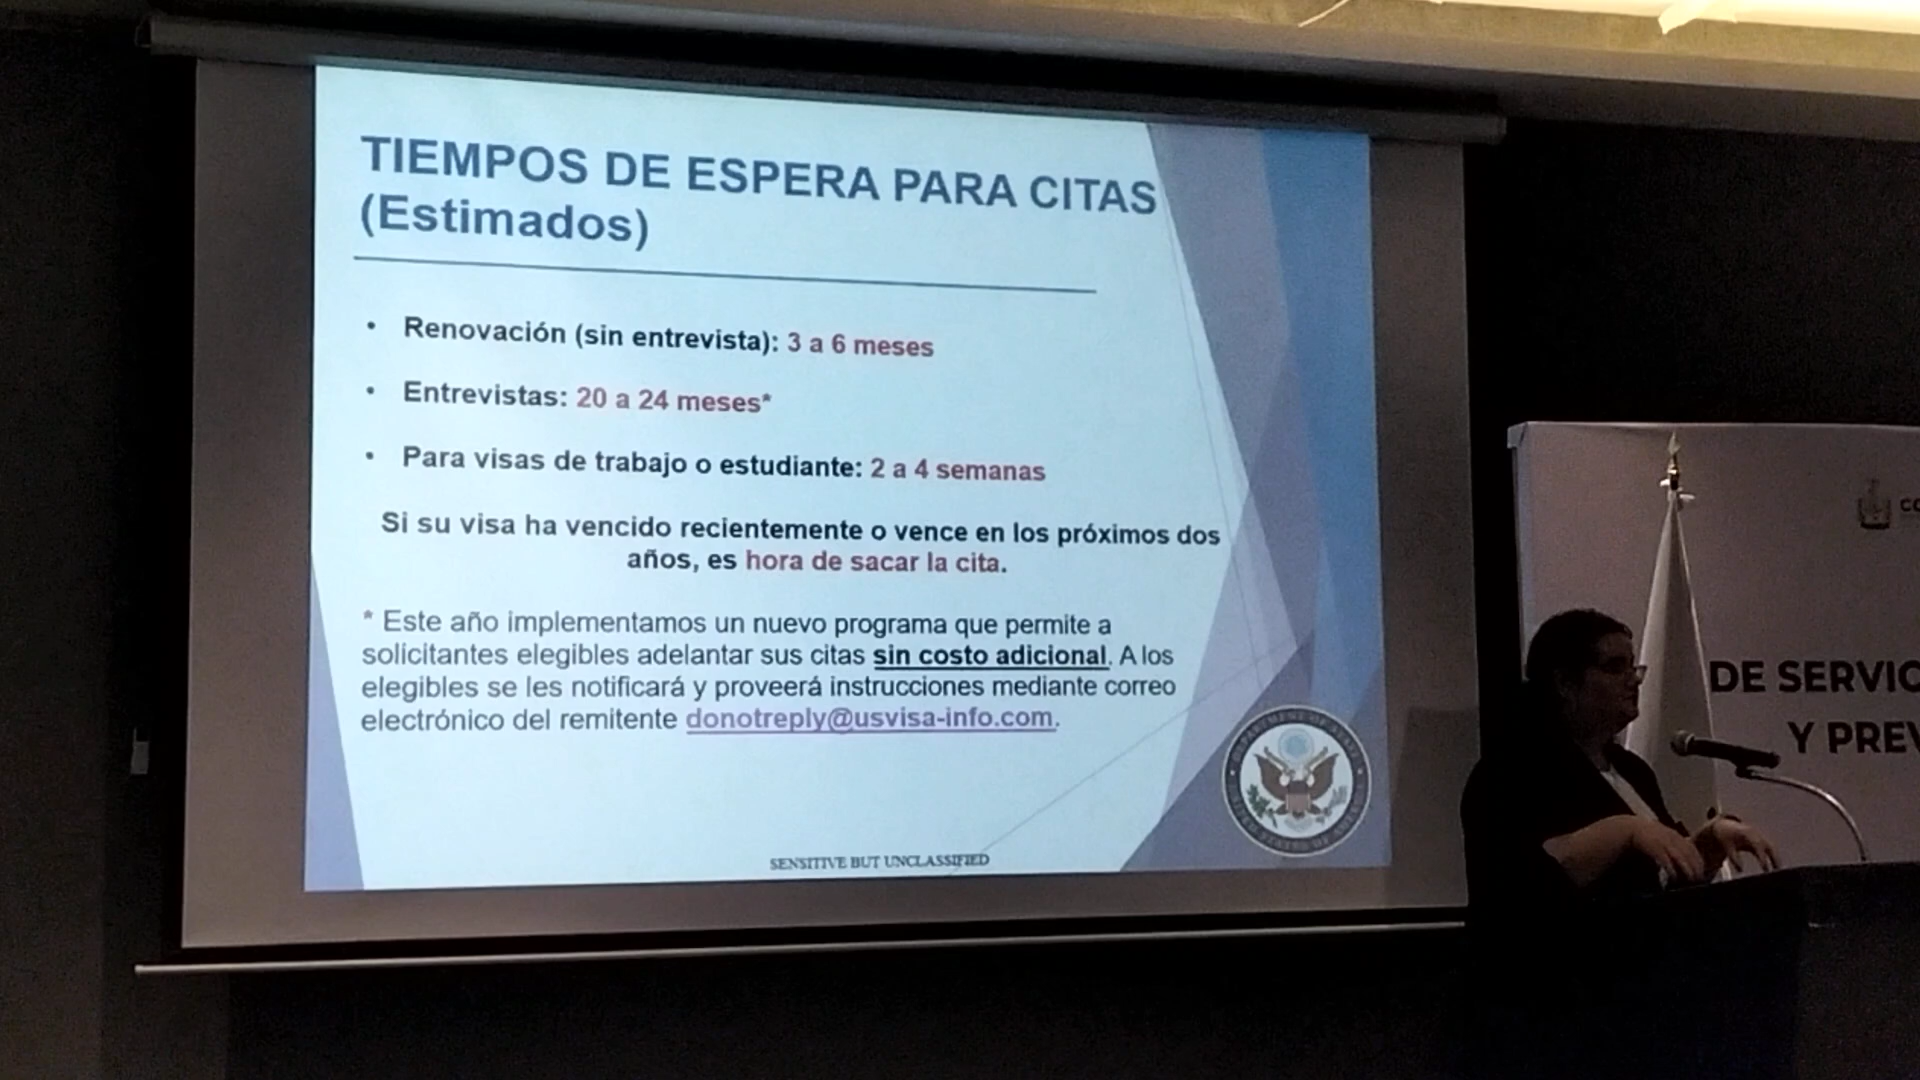 TIEMPOS DE ESPERA PARA CITAS
(Estimados)
• Renovación (sin entrevista): 3 a 6 meses
• Entrevistas: 20 a 24 meses*
• Para visas de trabajo o estudiante: 2 a 4 semanas
Si su visa ha vencido recientemente o vence en los próximos dos
años, es hora de sacar la cita.
* Este año implementamos un nuevo programa que permite a
solicitantes elegibles adelantar sus citas sin costo adicional. A los
elegibles se les notificará y proveerá instrucciones mediante correo
electrónico del remitente donotreply@usvisa-info.com.
SENSITIVE BUT UNCLASSIFIED
DE SERVIC
Y PREV